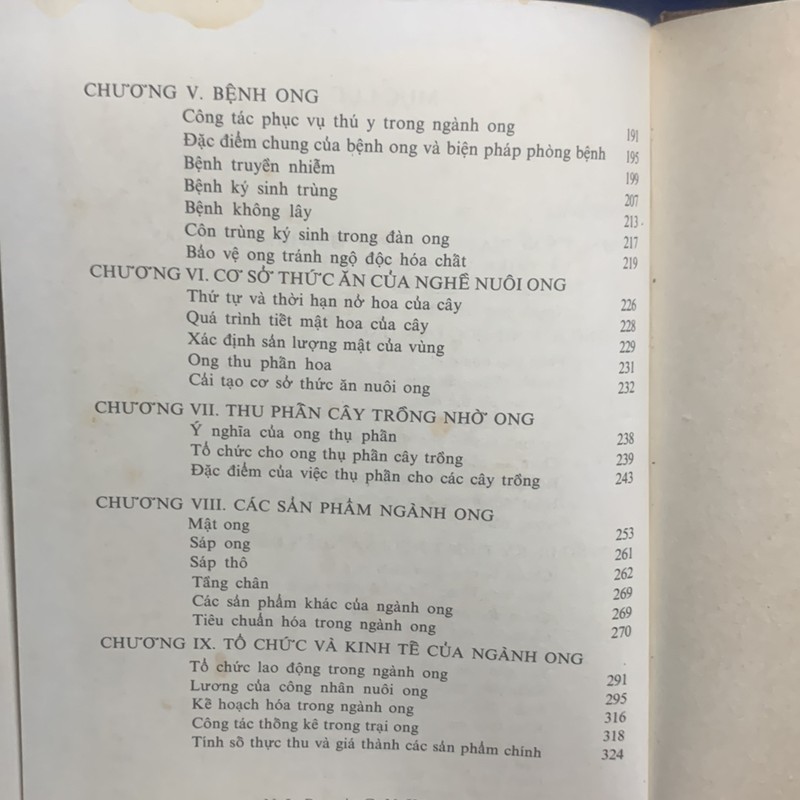 CHƯƠNG V. BỆNH ONG
Công tác phục vụ thú y trong ngành ong 191
Đặc điểm chung của bệnh ong và biện pháp phòng bệnh 195
Bệnh truyền nhiễm 199
Bệnh ký sinh trùng 207
Bệnh không lây 213
Côn trùng ký sinh trong đàn ong 217
Bảo vệ ong tránh ngộ độc hóa chất 219
CHƯƠNG VI. CƠ SỞ THỨC ĂN CỦA NGHỀ NUÔI ONG
Thứ tự và thời hạn nở hoa của cây 226
Quá trình tiết mật hoa của cây 228
Xác định sản lượng mật của vùng 229
Ong thu phấn hoa 231
Cải tạo cơ sở thức ăn nuôi ong 232
CHƯƠNG VII. THU PHẤN CÂY TRỒNG NHỜ ONG
Ý nghĩa của ong thụ phấn 238
Tổ chức cho ong thụ phấn cây trồng 239
Đặc điểm của việc thụ phấn cho các cây trồng 243
CHƯƠNG VIII. CÁC SẢN PHẨM NGÀNH ONG
Mật ong 253
Sáp ong 261
Sáp thô 262
Tầng chân 269
Các sản phẩm khác của ngành ong 269
Tiêu chuẩn hóa trong ngành ong 270
CHƯƠNG IX. TỔ CHỨC VÀ KINH TẾ CỦA NGÀNH ONG
Tổ chức lao động trong ngành ong 291
Lương của công nhân nuôi ong 295
Kế hoạch hóa trong ngành ong 316
Công tác thống kê trong trại ong 318
Tính số thực thu và giá thành các sản phẩm chính 324